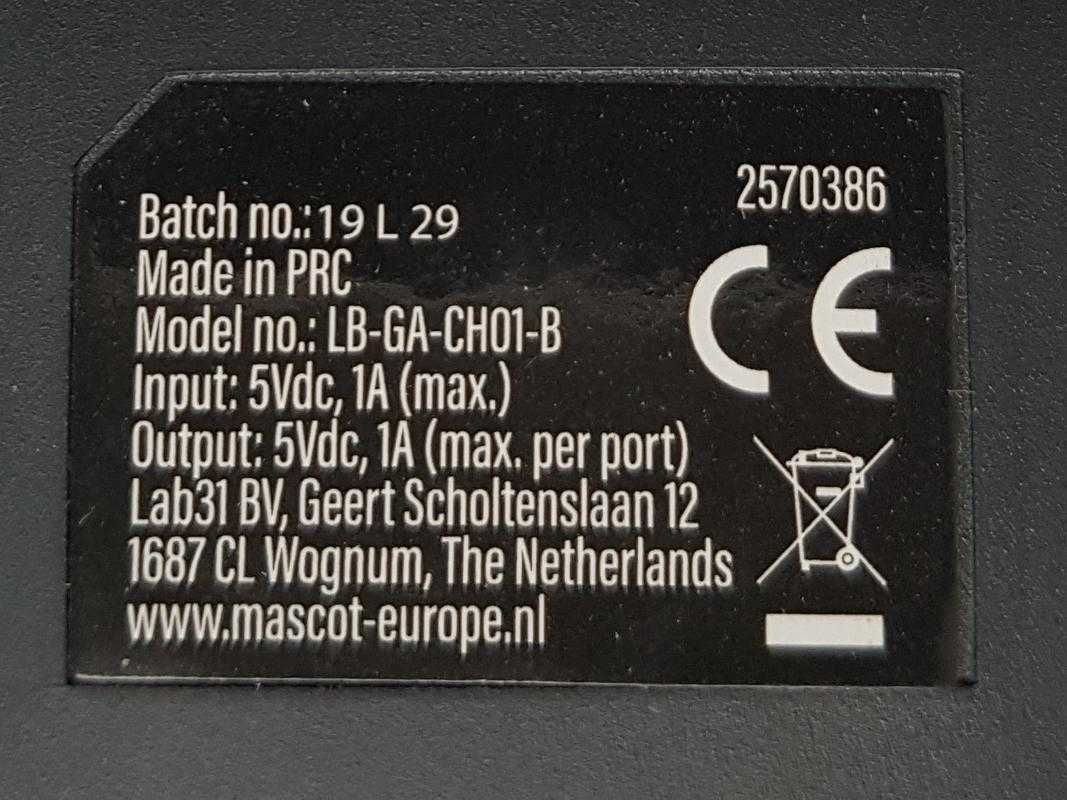 2570386
Batch no.: 19 L 29
Made in PRC
Model no.: LB-GA-CH01-B
Input: 5Vdc, 1A (max.)
Output: 5Vdc, 1A (max. per port)
Lab31 BV, Geert Scholtenslaan 12
1687 CL Wognum, The Netherlands
www.mascot-europe.nl
CE